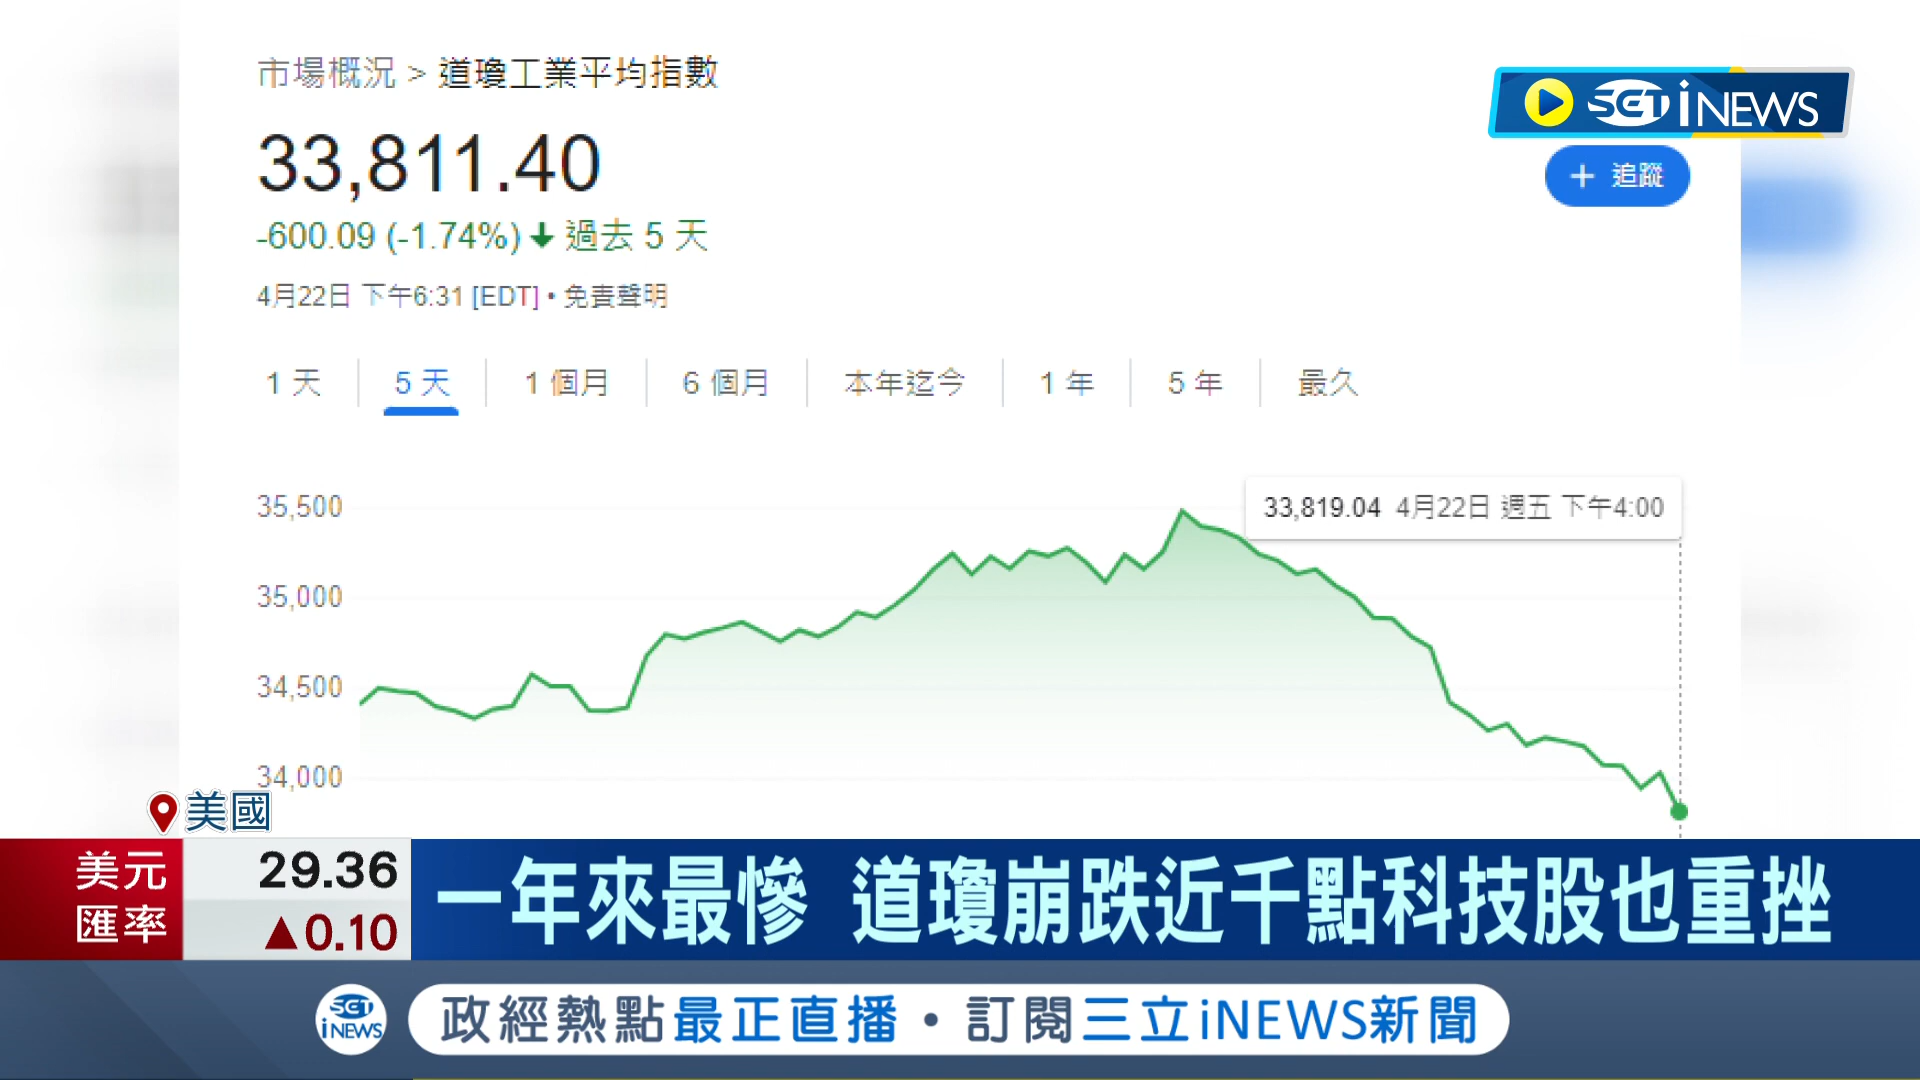 市場概況 > 道瓊工業平均指數
SET iNEWS
33,811.40
+ 追蹤
-600.09 (-1.74%) ↓ 過去 5 天
4月22日 下午6:31 [EDT] • 免責聲明
1 天 5 天 1 個月 6 個月 本年迄今 1 年 5 年 最久
33,819.04 4月22日 週五 下午4:00
35,500
35,000
34,500
34,000
美國
美元匯率
29.36
▲0.10
一年來最慘 道瓊崩跌近千點科技股也重挫
SET iNEWS
政經熱點最正直播・訂閱三立iNEWS新聞